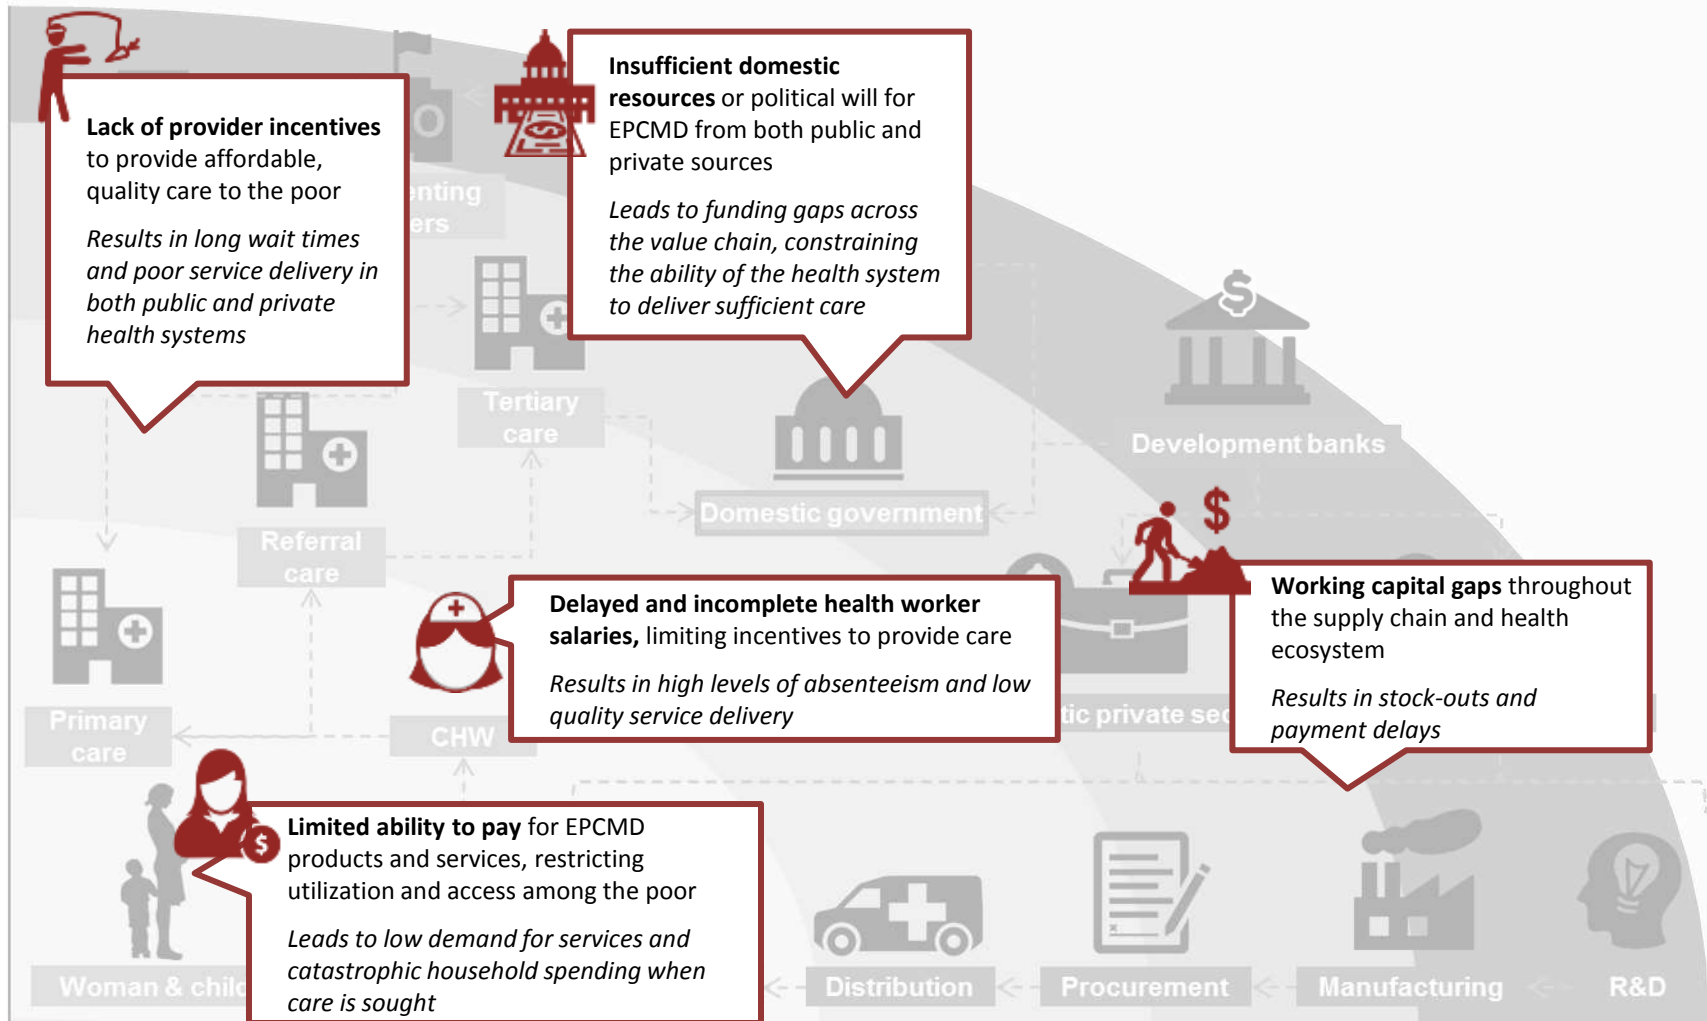 Lack of provider incentives
to provide affordable,
quality care to the poor
Results in long wait times
and poor service delivery in
both public and private
health systems
Insufficient domestic
resources or political will for
EPCMD from both public and
private sources
Leads to funding gaps across
the value chain, constraining
the ability of the health system
to deliver sufficient care
Tertiary
care
Development banks
Domestic government
Referral
care
Delayed and incomplete health worker
salaries, limiting incentives to provide care
Results in high levels of absenteeism and low
quality service delivery
$
Working capital gaps throughout
the supply chain and health
ecosystem
Results in stock-outs and
payment delays
Primary
care
CHW
private
Limited ability to pay for EPCMD
products and services, restricting
utilization and access among the poor
Leads to low demand for services and
catastrophic household spending when
care is sought
Woman &
Distribution
Procurement
Manufacturing
R&D